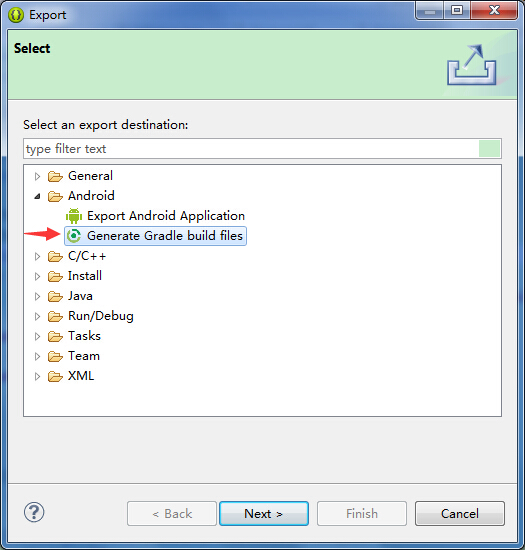 Export
Select
Select an export destination:
type filter text
General
Android
Export Android Application
Generate Gradle build files
C/C++
Install
Java
Run/Debug
Tasks
Team
XML
?
< Back
Next >
Finish
Cancel